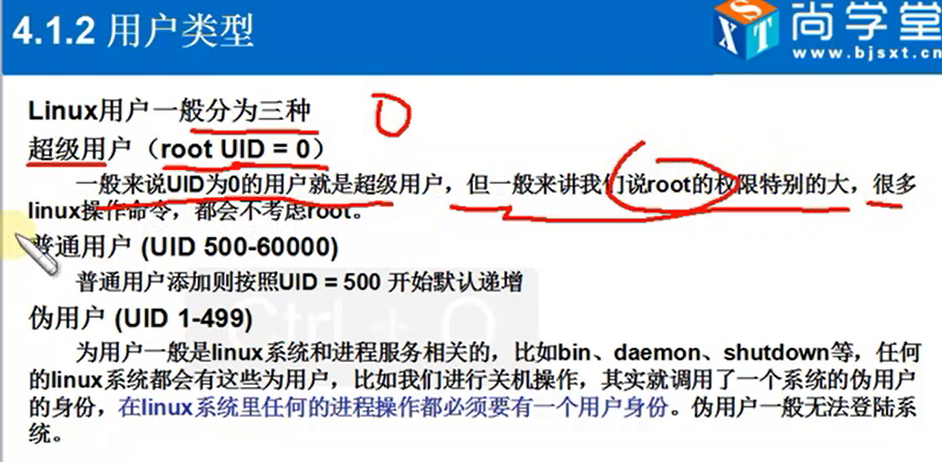 4.1.2 用户类型
SXT
尚学堂
www.bjsxt.cn
Linux用户一般分为三种
超级用户（root UID = 0）
一般来说UID为0的用户就是超级用户，但一般来讲我们说root的权限特别的大，很多
linux操作命令，都会不考虑root。
普通用户 (UID 500-60000)
普通用户添加则按照UID = 500 开始默认递增
伪用户 (UID 1-499)
Ctrl + O
为用户一般是linux系统和进程服务相关的，比如bin、daemon、shutdown等，任何
的linux系统都会有这些为用户，比如我们进行关机操作，其实就调用了一个系统的伪用户
的身份，在linux系统里任何的进程操作都必须要有一个用户身份。伪用户一般无法登陆系
统。